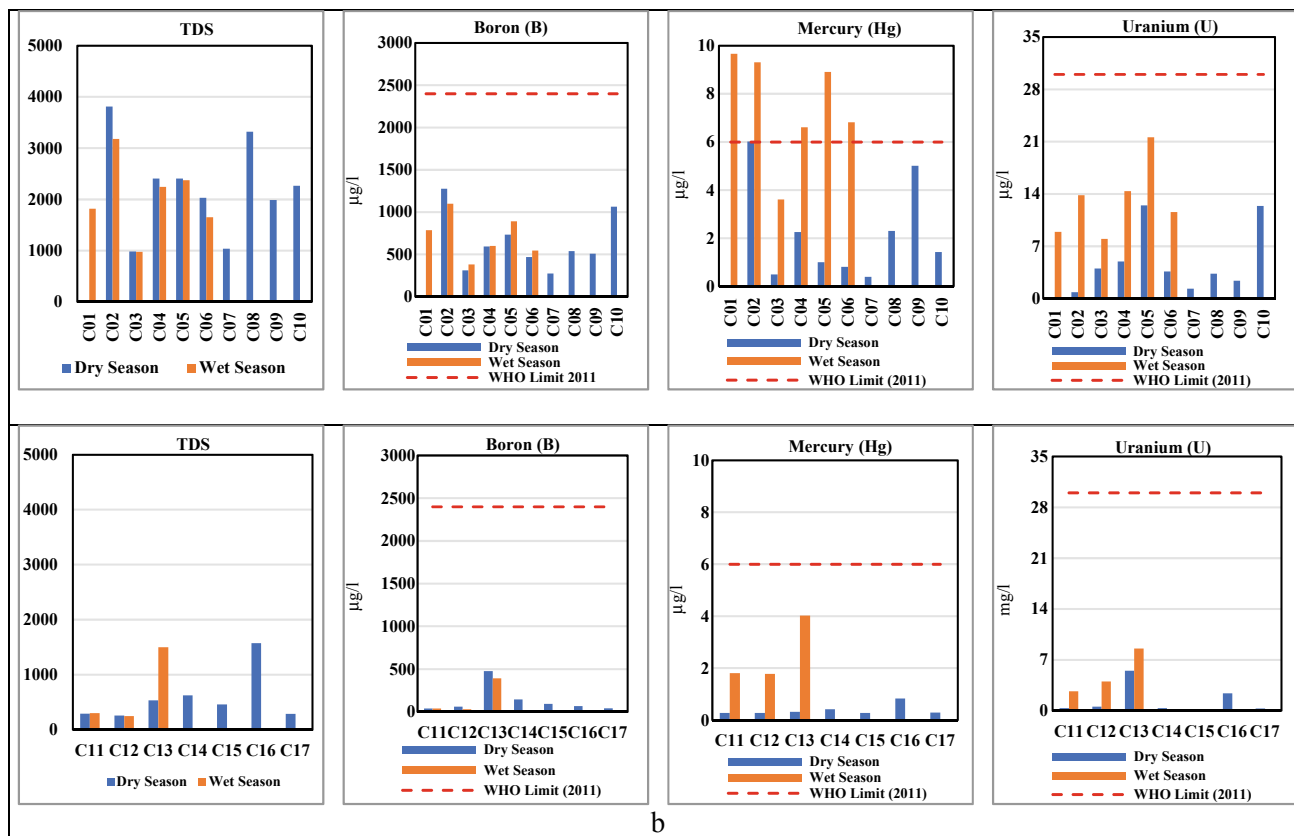 TDS
5000
4000
3000
2000
1000
0
C01 C02 C03 C04 C05 C06 C07 C08 C09 C10
Dry Season Wet Season
Boron (B)
3000
2500
2000
1500
1000
500
0
µg/l
C01 C02 C03 C04 C05 C06 C07 C08 C09 C10
Dry Season
Wet Season
WHO Limit 2011
Mercury (Hg)
10
8
6
4
2
0
µg/l
C01 C02 C03 C04 C05 C06 C07 C08 C09 C10
Dry Season
Wet Season
WHO Limit (2011)
Uranium (U)
35
28
21
14
7
0
µg/l
C01 C02 C03 C04 C05 C06 C07 C08 C09 C10
Dry Season
Wet Season
WHO Limit (2011)
TDS
5000
4000
3000
2000
1000
0
C11 C12 C13 C14 C15 C16 C17
Dry Season Wet Season
Boron (B)
3000
2500
2000
1500
1000
500
0
µg/l
C11 C12 C13 C14 C15 C16 C17
Dry Season
Wet Season
WHO Limit (2011)
Mercury (Hg)
10
8
6
4
2
0
µg/l
C11 C12 C13 C14 C15 C16 C17
Dry Season
Wet Season
WHO Limit (2011)
Uranium (U)
35
28
21
14
7
0
mg/l
C11 C12 C13 C14 C15 C16 C17
Dry Season
Wet Season
WHO Limit (2011)
b